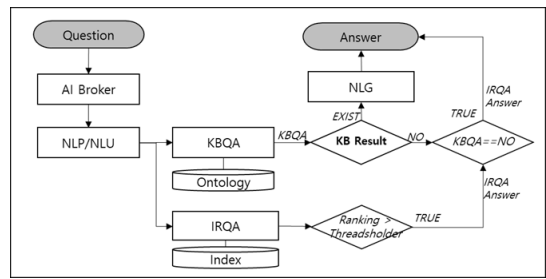 Question
Answer
AI Broker
NLG
IRQA
Answer
EXIST
TRUE
NLP/NLU
KBQA
KBQA
KB Result
NO
KBQA==NO
Ontology
IRQA
Answer
IRQA
Ranking >
Threadsholder
TRUE
Index